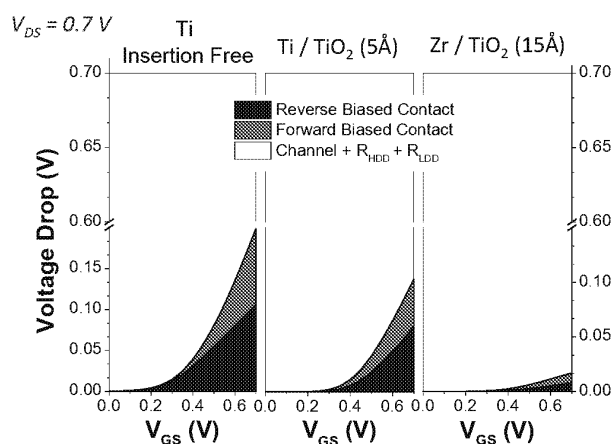 V_DS = 0.7 V
Ti
Insertion Free
Ti / TiO₂ (5Å)
Zr / TiO₂ (15Å)
Reverse Biased Contact
Forward Biased Contact
Channel + R_HDD + R_LDD
Voltage Drop (V)
0.70
0.65
0.60
0.15
0.10
0.05
0.00
0.70
0.65
0.60
0.10
0.05
0.00
0.0 0.2 0.4 0.6
0.0 0.2 0.4 0.6
0.0 0.2 0.4 0.6
V_GS (V)
V_GS (V)
V_GS (V)